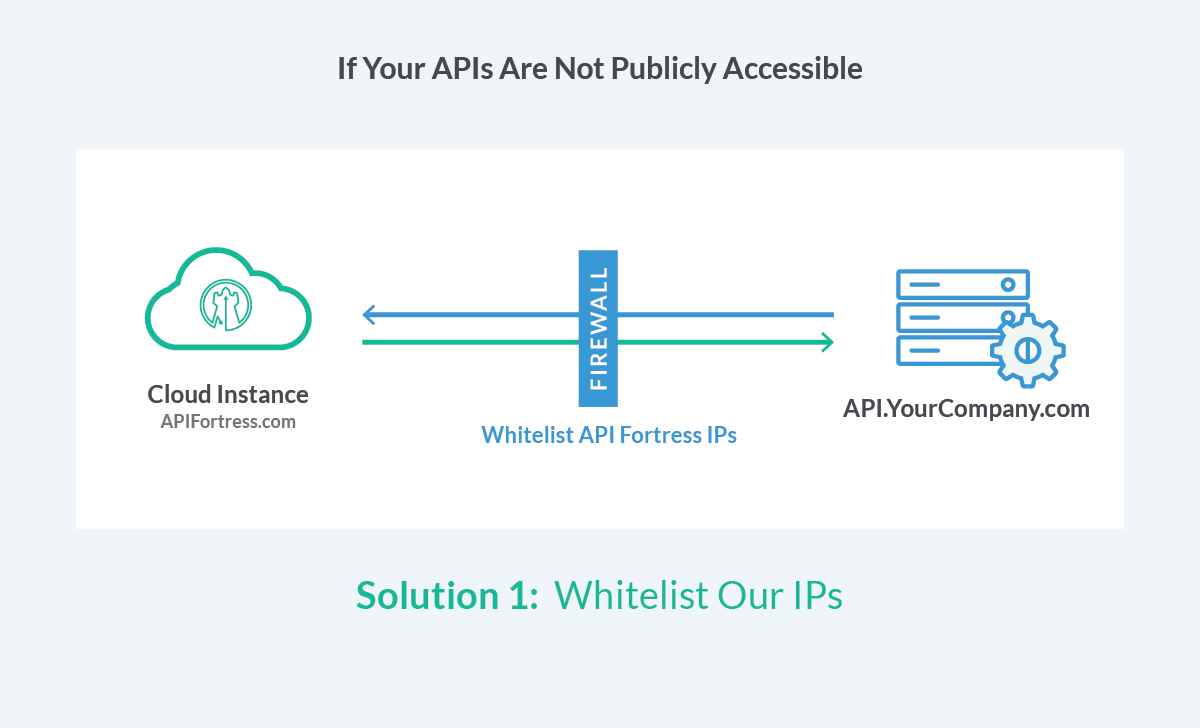 If Your APIs Are Not Publicly Accessible
FIREWALL
Cloud Instance
APIFortress.com
API.YourCompany.com
Whitelist API Fortress IPs
Solution 1: Whitelist Our IPs